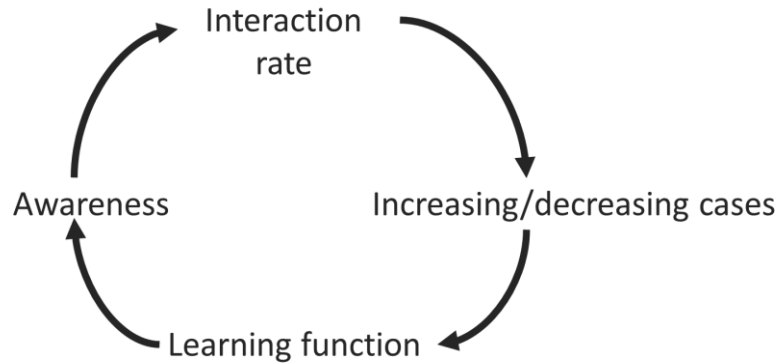 Interaction
rate
Awareness
Increasing/decreasing cases
Learning function